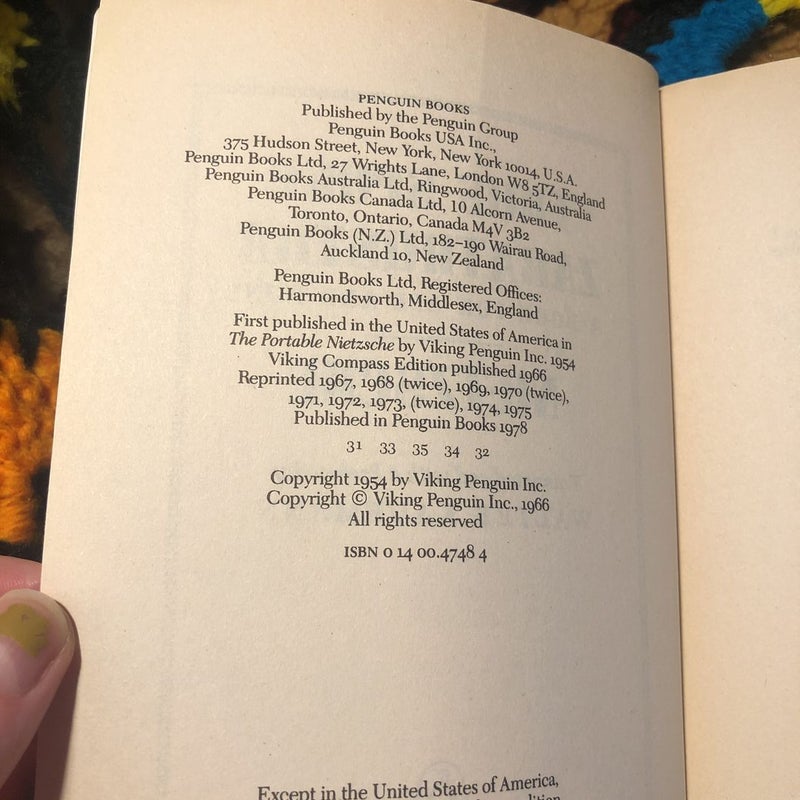 PENGUIN BOOKS
Published by the Penguin Group
Penguin Books USA Inc.,
375 Hudson Street, New York, New York 10014, U.S.A.
Penguin Books Ltd, 27 Wrights Lane, London W8 5TZ, England
Penguin Books Australia Ltd, Ringwood, Victoria, Australia
Penguin Books Canada Ltd, 10 Alcorn Avenue,
Toronto, Ontario, Canada M4V 3B2
Penguin Books (N.Z.) Ltd, 182–190 Wairau Road,
Auckland 10, New Zealand
Penguin Books Ltd, Registered Offices:
Harmondsworth, Middlesex, England
First published in the United States of America in
The Portable Nietzsche by Viking Penguin Inc. 1954
Viking Compass Edition published 1966
Reprinted 1967, 1968 (twice), 1969, 1970 (twice),
1971, 1972, 1973, (twice), 1974, 1975
Published in Penguin Books 1978
31 33 35 34 32
Copyright 1954 by Viking Penguin Inc.
Copyright © Viking Penguin Inc., 1966
All rights reserved
ISBN 0 14 00.4748 4
Except in the United States of America,